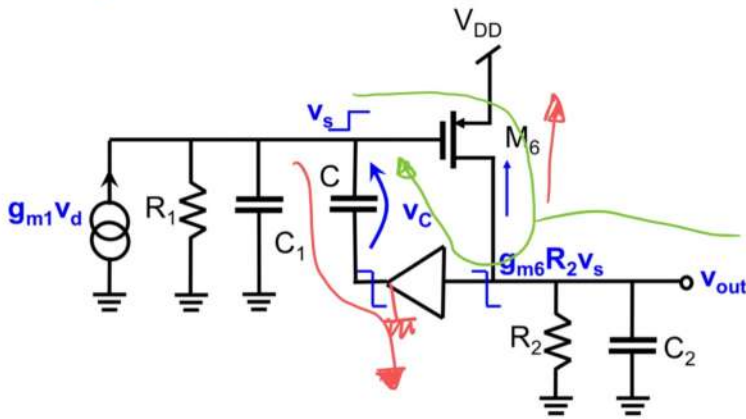 V_DD
v_s
M_6
C
g_m1 v_d
R_1
v_C
C_1
g_m6 R_2 v_s
v_out
R_2
C_2